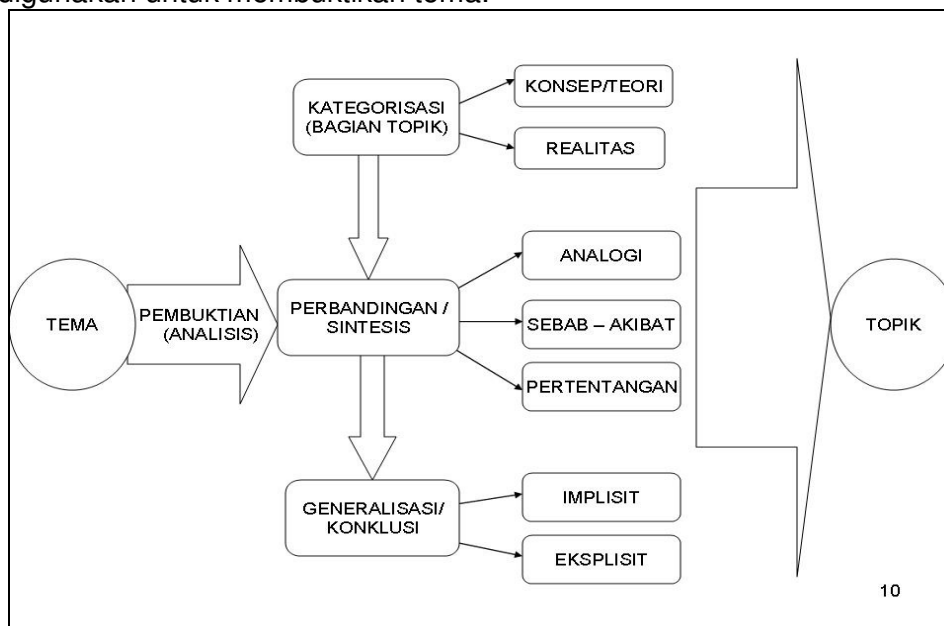 digunakan untuk membuktikan tema.
KATEGORISASI
(BAGIAN TOPIK)
KONSEP/TEORI
REALITAS
TEMA
PEMBUKTIAN
(ANALISIS)
PERBANDINGAN /
SINTESIS
ANALOGI
SEBAB – AKIBAT
PERTENTANGAN
GENERALISASI/
KONKLUSI
IMPLISIT
EKSPLISIT
TOPIK
10